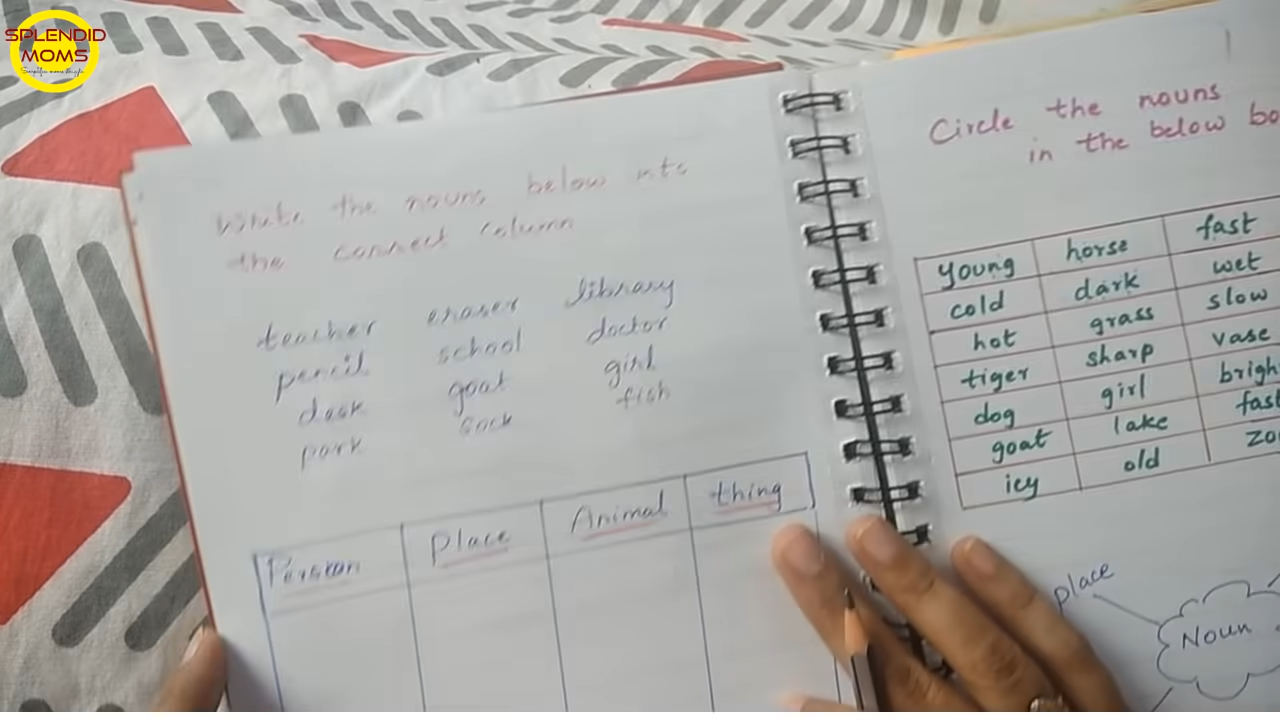 SPLENDID
MOMS
Write the nouns below into
the correct column
teacher eraser library
pencil school doctor
desk goat girl
park sock fish
Person Place Animal thing
Circle the nouns
in the below bo
young horse fast
cold dark wet
hot grass slow
tiger sharp vase
dog girl brigh
goat lake fast
icy old zo
place
Noun